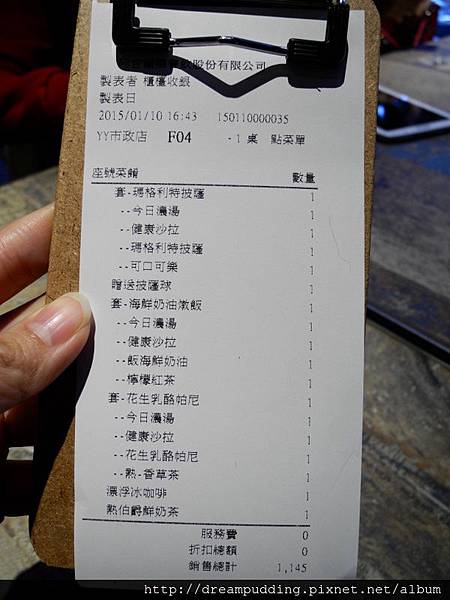 股份有限公司
製表者 櫃檯收銀
製表日
2015/01/10 16:43 150110000035
YY市政店 F04 -1 桌 點菜單
座號菜餚 數量
套-瑪格利特披薩 1
--今日濃湯 1
--健康沙拉 1
--瑪格利特披薩 1
--可口可樂 1
贈送披薩球 1
套-海鮮奶油燉飯 1
--今日濃湯 1
--健康沙拉 1
--飯海鮮奶油 1
--檸檬紅茶 1
套-花生乳酪帕尼 1
--今日濃湯 1
--健康沙拉 1
--花生乳酪帕尼 1
--熱-香草茶 1
漂浮冰咖啡 1
熱伯爵鮮奶茶 1
服務費 0
折扣總額 0
銷售總計 1,145
http://dreampudding.pixnet.net/album